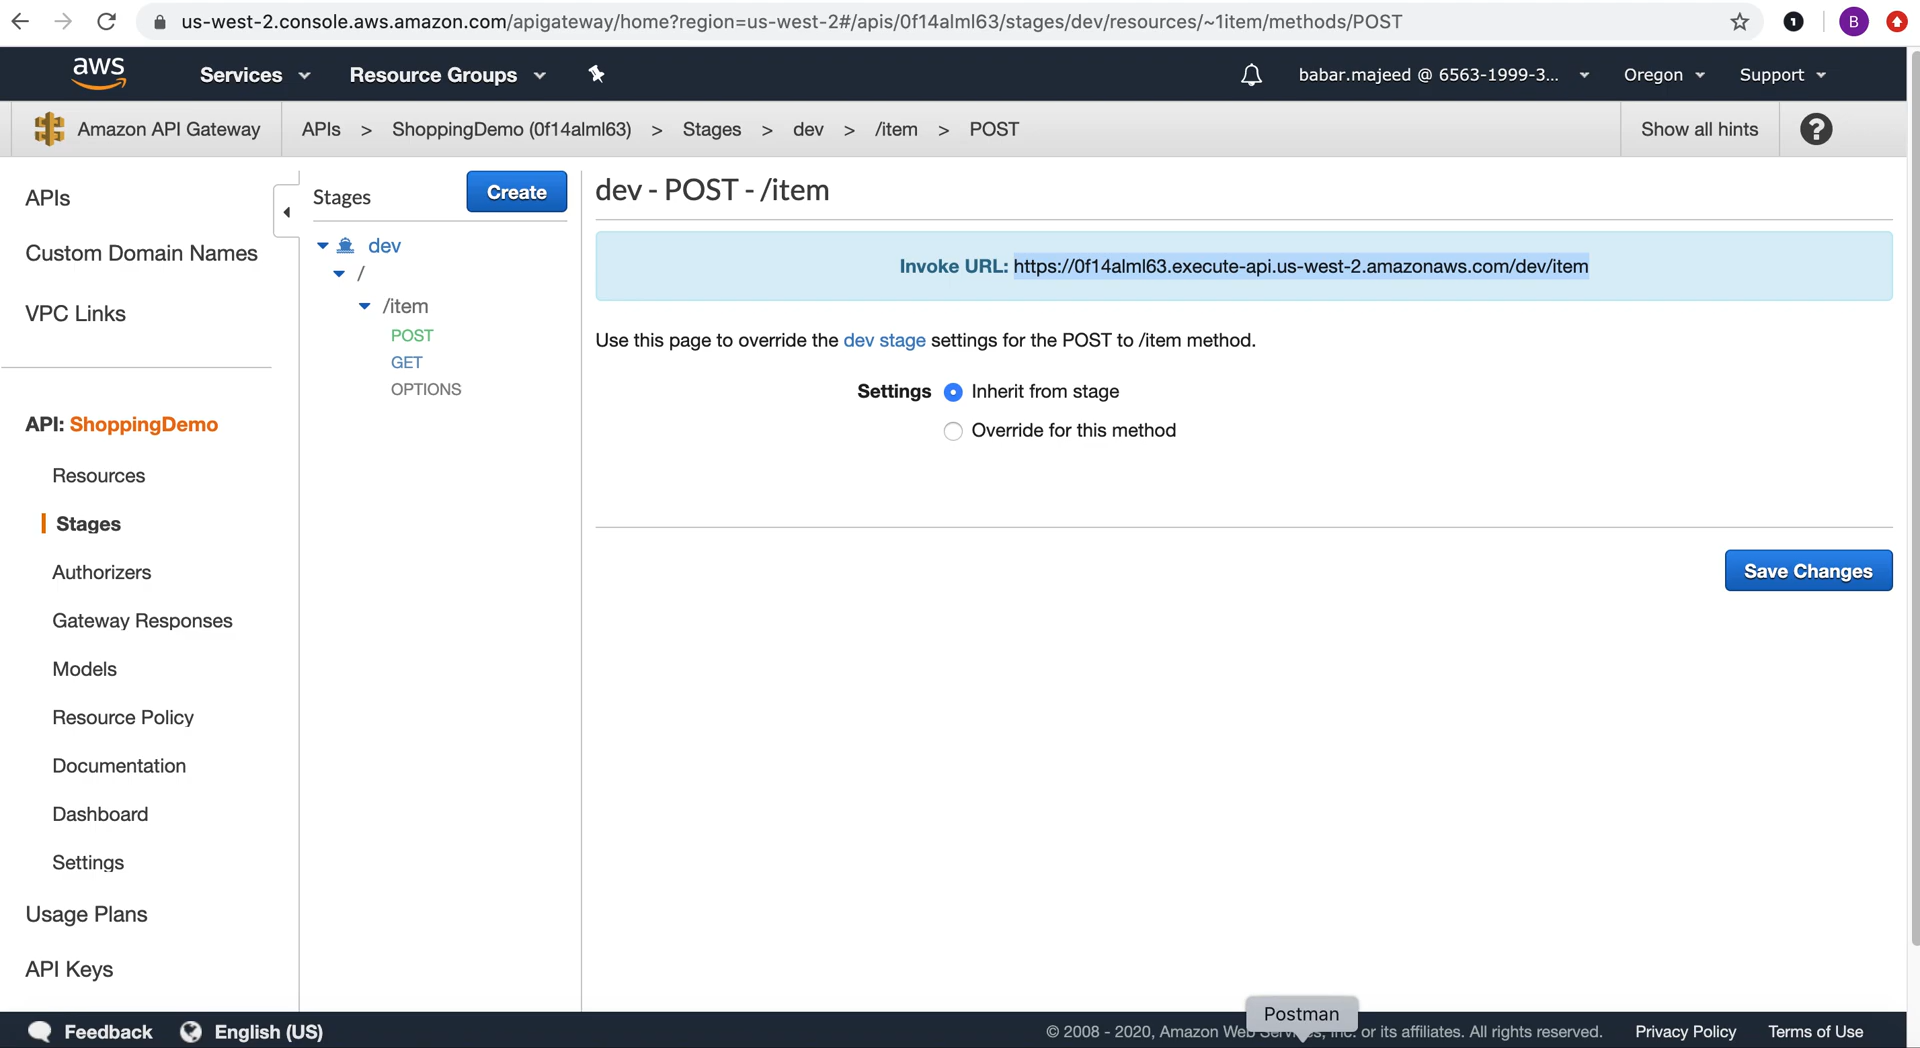 us-west-2.console.aws.amazon.com/apigateway/home?region=us-west-2#/apis/0f14alml63/stages/dev/resources/~1item/methods/POST
1
B
aws
Services
Resource Groups
babar.majeed @ 6563-1999-3...
Oregon
Support
Amazon API Gateway
APIs > ShoppingDemo (0f14alml63) > Stages > dev > /item > POST
Show all hints
?
APIs
Custom Domain Names
VPC Links
API: ShoppingDemo
Resources
Stages
Authorizers
Gateway Responses
Models
Resource Policy
Documentation
Dashboard
Settings
Usage Plans
API Keys
Stages
Create
dev
/
/item
POST
GET
OPTIONS
dev - POST - /item
Invoke URL: https://0f14alml63.execute-api.us-west-2.amazonaws.com/dev/item
Use this page to override the dev stage settings for the POST to /item method.
Settings
Inherit from stage
Override for this method
Save Changes
Postman
Feedback
English (US)
© 2008 - 2020, Amazon Web Services, Inc. or its affiliates. All rights reserved.
Privacy Policy
Terms of Use